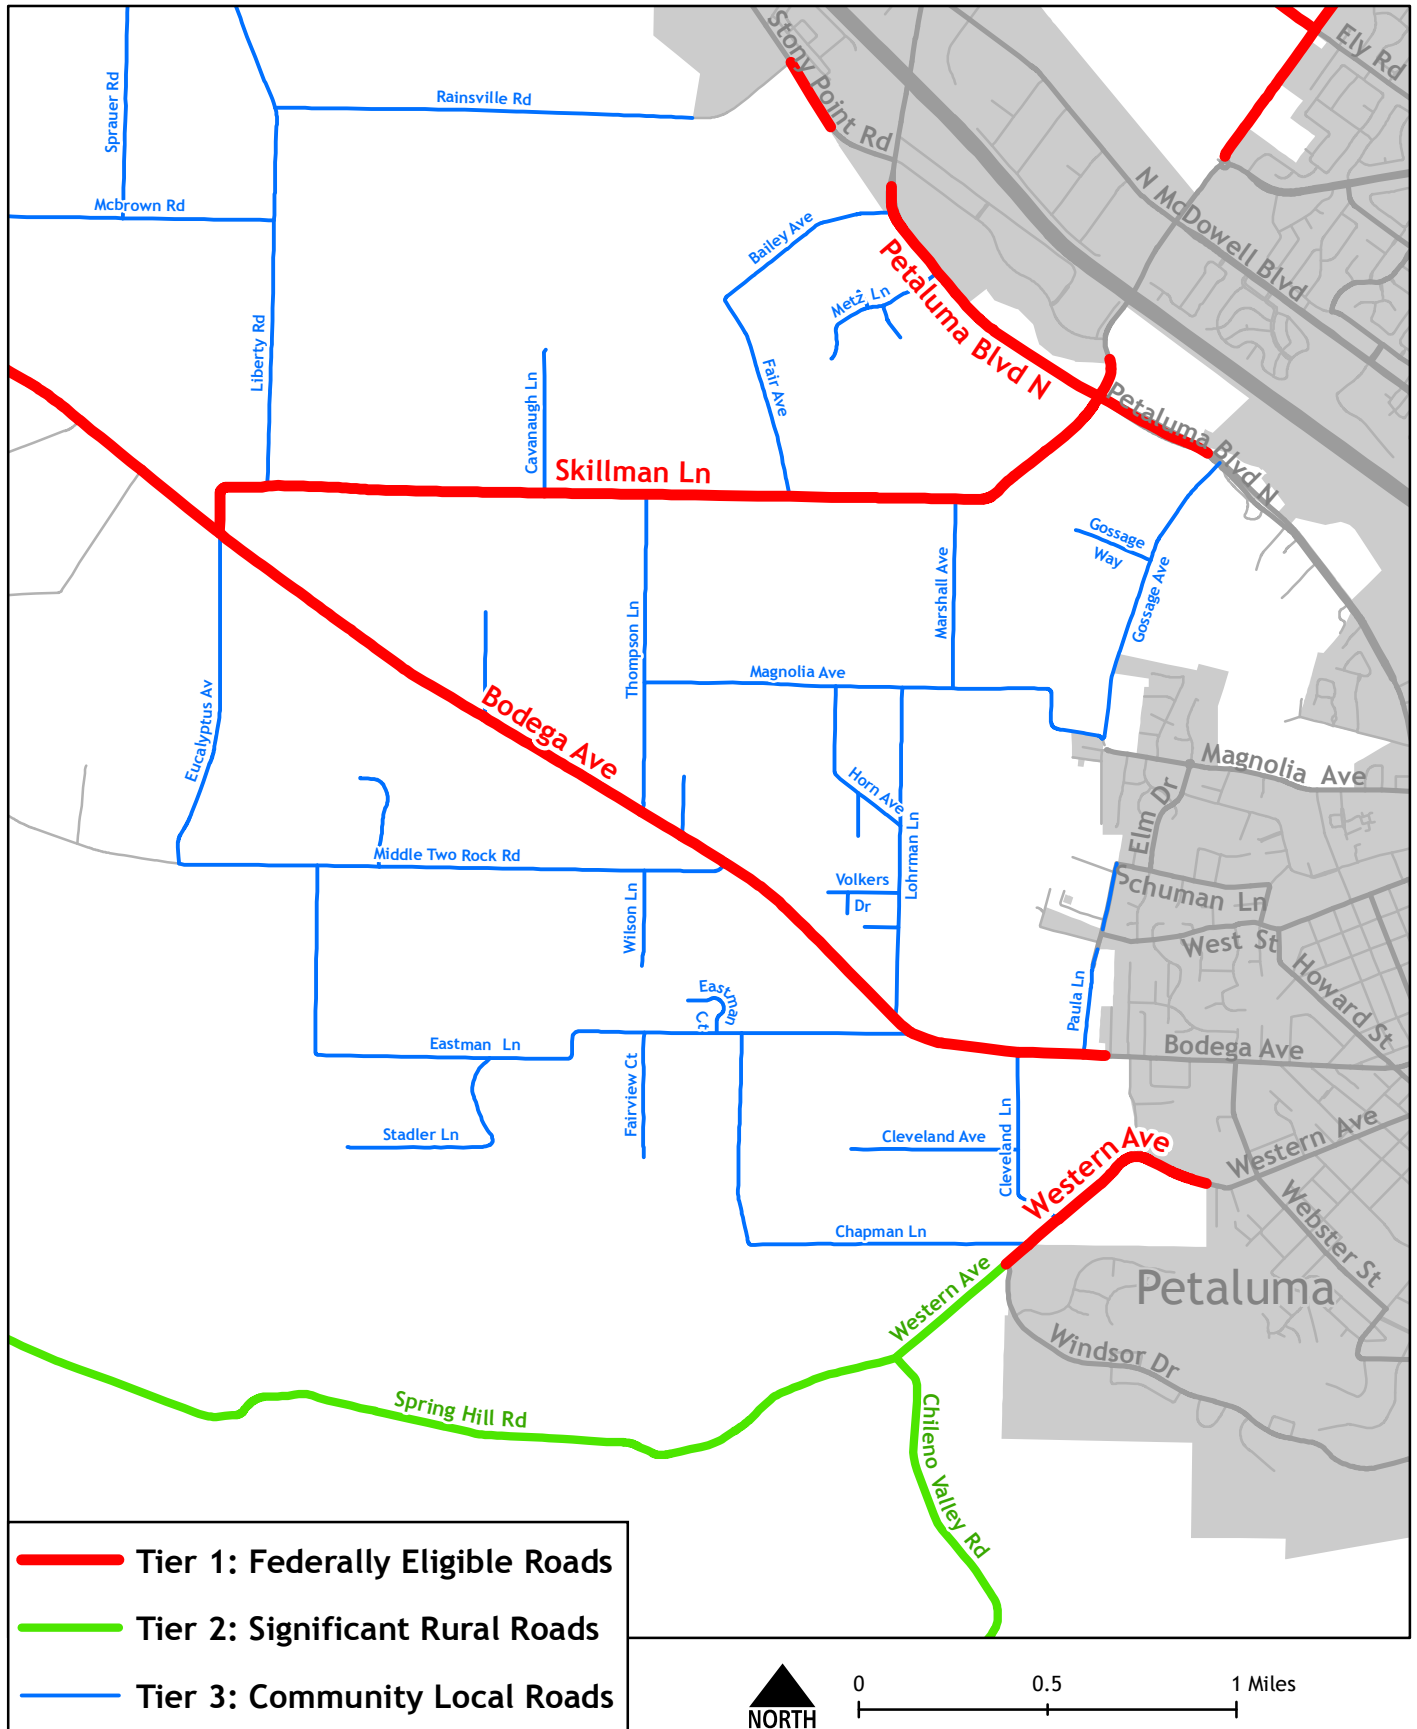 Stony Point Rd
Ely Rd
Sprauer Rd
Rainsville Rd
N McDowell Blvd
Mcbrown Rd
Bailey Ave
Petaluma Blvd N
Metz Ln
Liberty Rd
Fair Ave
Cavanaugh Ln
Petaluma Blvd N
Skillman Ln
Gossage
Way
Marshall Ave
Gossage Ave
Thompson Ln
Magnolia Ave
Eucalyptus Av
Bodega Ave
Magnolia Ave
Horn Ave
Elm Dr
Middle Two Rock Rd
Lohrman Ln
Volkers
Dr
Schuman Ln
Wilson Ln
West St
Howard St
Eastman
Ct
Paula Ln
Eastman Ln
Bodega Ave
Fairview Ct
Stadler Ln
Cleveland Ave
Cleveland Ln
Western Ave
Western Ave
Webster St
Chapman Ln
Petaluma
Western Ave
Windsor Dr
Spring Hill Rd
Chileno Valley Rd
Tier 1: Federally Eligible Roads
Tier 2: Significant Rural Roads
Tier 3: Community Local Roads
NORTH
0 0.5 1 Miles